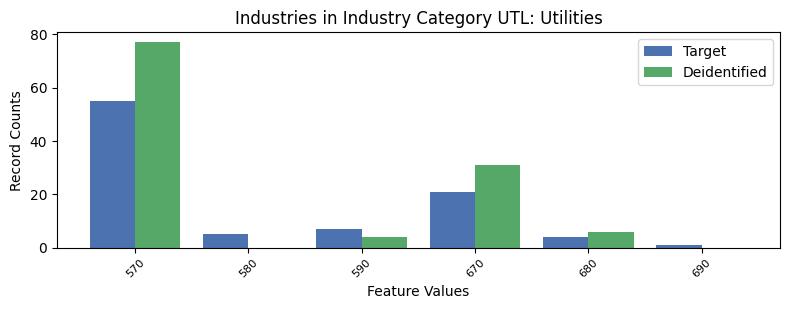 Industries in Industry Category UTL: Utilities
Target
Deidentified
Record Counts
80
60
40
20
0
570
580
590
670
680
690
Feature Values